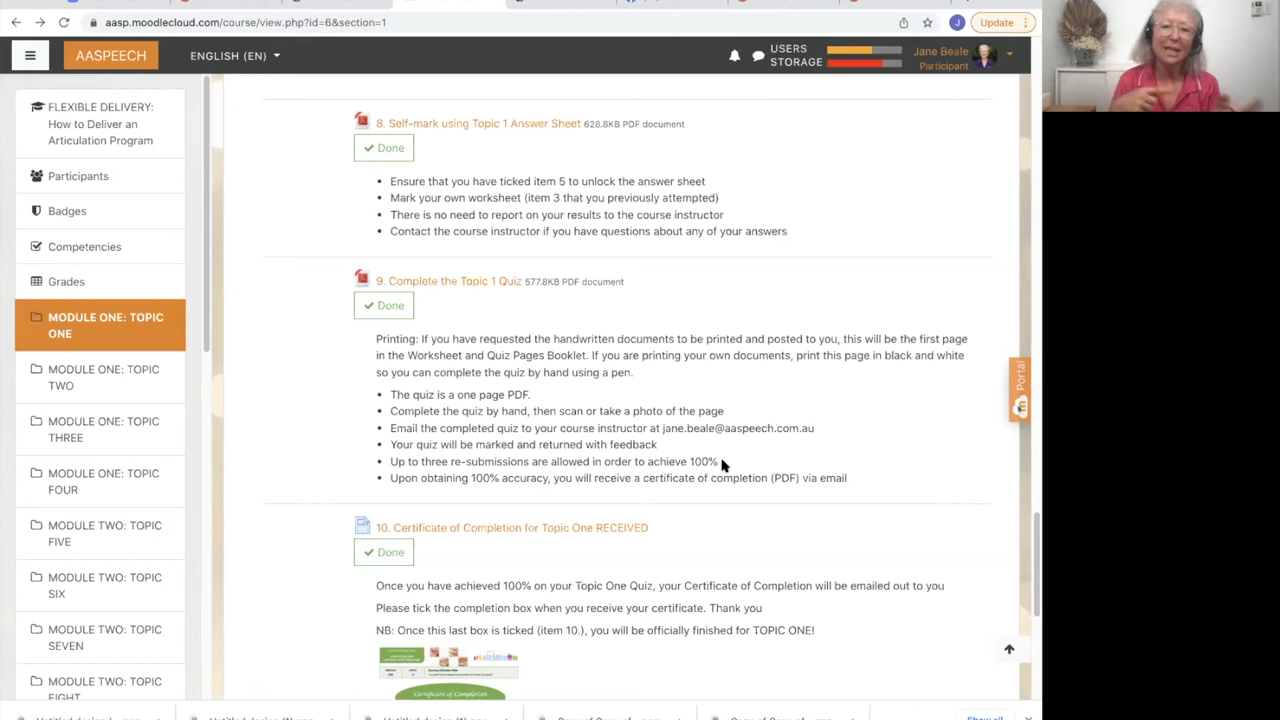 aasp.moodlecloud.com/course/view.php?id=6&section=1
J
Update
AASPEECH
ENGLISH (EN)
USERS
STORAGE
Jane Beale
Participant
FLEXIBLE DELIVERY:
How to Deliver an
Articulation Program
Participants
Badges
Competencies
Grades
MODULE ONE: TOPIC
ONE
MODULE ONE: TOPIC
TWO
MODULE ONE: TOPIC
THREE
MODULE ONE: TOPIC
FOUR
MODULE TWO: TOPIC
FIVE
MODULE TWO: TOPIC
SIX
MODULE TWO: TOPIC
SEVEN
MODULE TWO: TOPIC
EIGHT
8. Self-mark using Topic 1 Answer Sheet 628.8KB PDF document
Done
• Ensure that you have ticked item 5 to unlock the answer sheet
• Mark your own worksheet (item 3 that you previously attempted)
• There is no need to report on your results to the course instructor
• Contact the course instructor if you have questions about any of your answers
9. Complete the Topic 1 Quiz 577.8KB PDF document
Done
Printing: If you have requested the handwritten documents to be printed and posted to you, this will be the first page
in the Worksheet and Quiz Pages Booklet. If you are printing your own documents, print this page in black and white
so you can complete the quiz by hand using a pen.
• The quiz is a one page PDF.
• Complete the quiz by hand, then scan or take a photo of the page
• Email the completed quiz to your course instructor at jane.beale@aaspeech.com.au
• Your quiz will be marked and returned with feedback
• Up to three re-submissions are allowed in order to achieve 100%
• Upon obtaining 100% accuracy, you will receive a certificate of completion (PDF) via email
10. Certificate of Completion for Topic One RECEIVED
Done
Once you have achieved 100% on your Topic One Quiz, your Certificate of Completion will be emailed out to you
Please tick the completion box when you receive your certificate. Thank you
NB: Once this last box is ticked (item 10.), you will be officially finished for TOPIC ONE!
Certificate of Completion
Portal
Show all